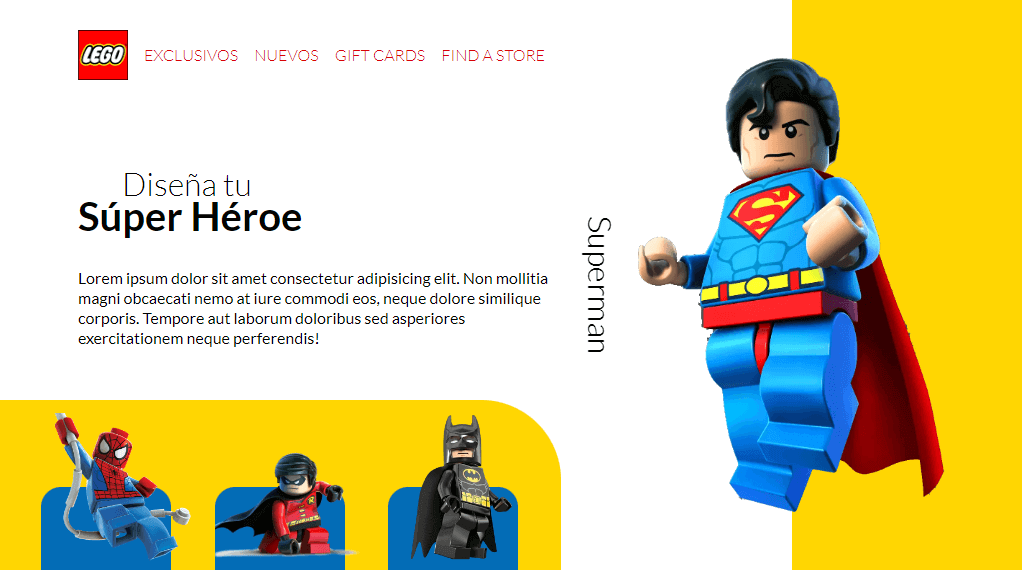 LEGO
EXCLUSIVOS NUEVOS GIFT CARDS FIND A STORE
Diseña tu
Súper Héroe
Lorem ipsum dolor sit amet consectetur adipisicing elit. Non mollitia
magni obcaecati nemo at iure commodi eos, neque dolore similique
corporis. Tempore aut laborum doloribus sed asperiores
exercitationem neque perferendis!
Superman
S
R